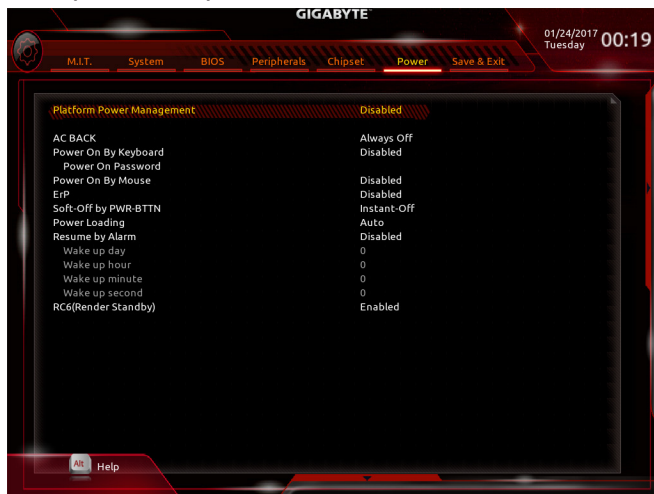 GIGABYTE
01/24/2017 Tuesday 00:19
M.I.T. System BIOS Peripherals Chipset Power Save & Exit
Platform Power Management Disabled
AC BACK Always Off
Power On By Keyboard Disabled
Power On Password
Power On By Mouse Disabled
ErP Disabled
Soft-Off by PWR-BTTN Instant-Off
Power Loading Auto
Resume by Alarm Disabled
Wake up day 0
Wake up hour 0
Wake up minute 0
Wake up second 0
RC6(Render Standby) Enabled
Alt Help